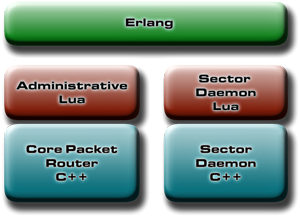 Erlang
Administrative
Lua
Sector
Daemon
Lua
Core Packet
Router
C++
Sector
Daemon
C++